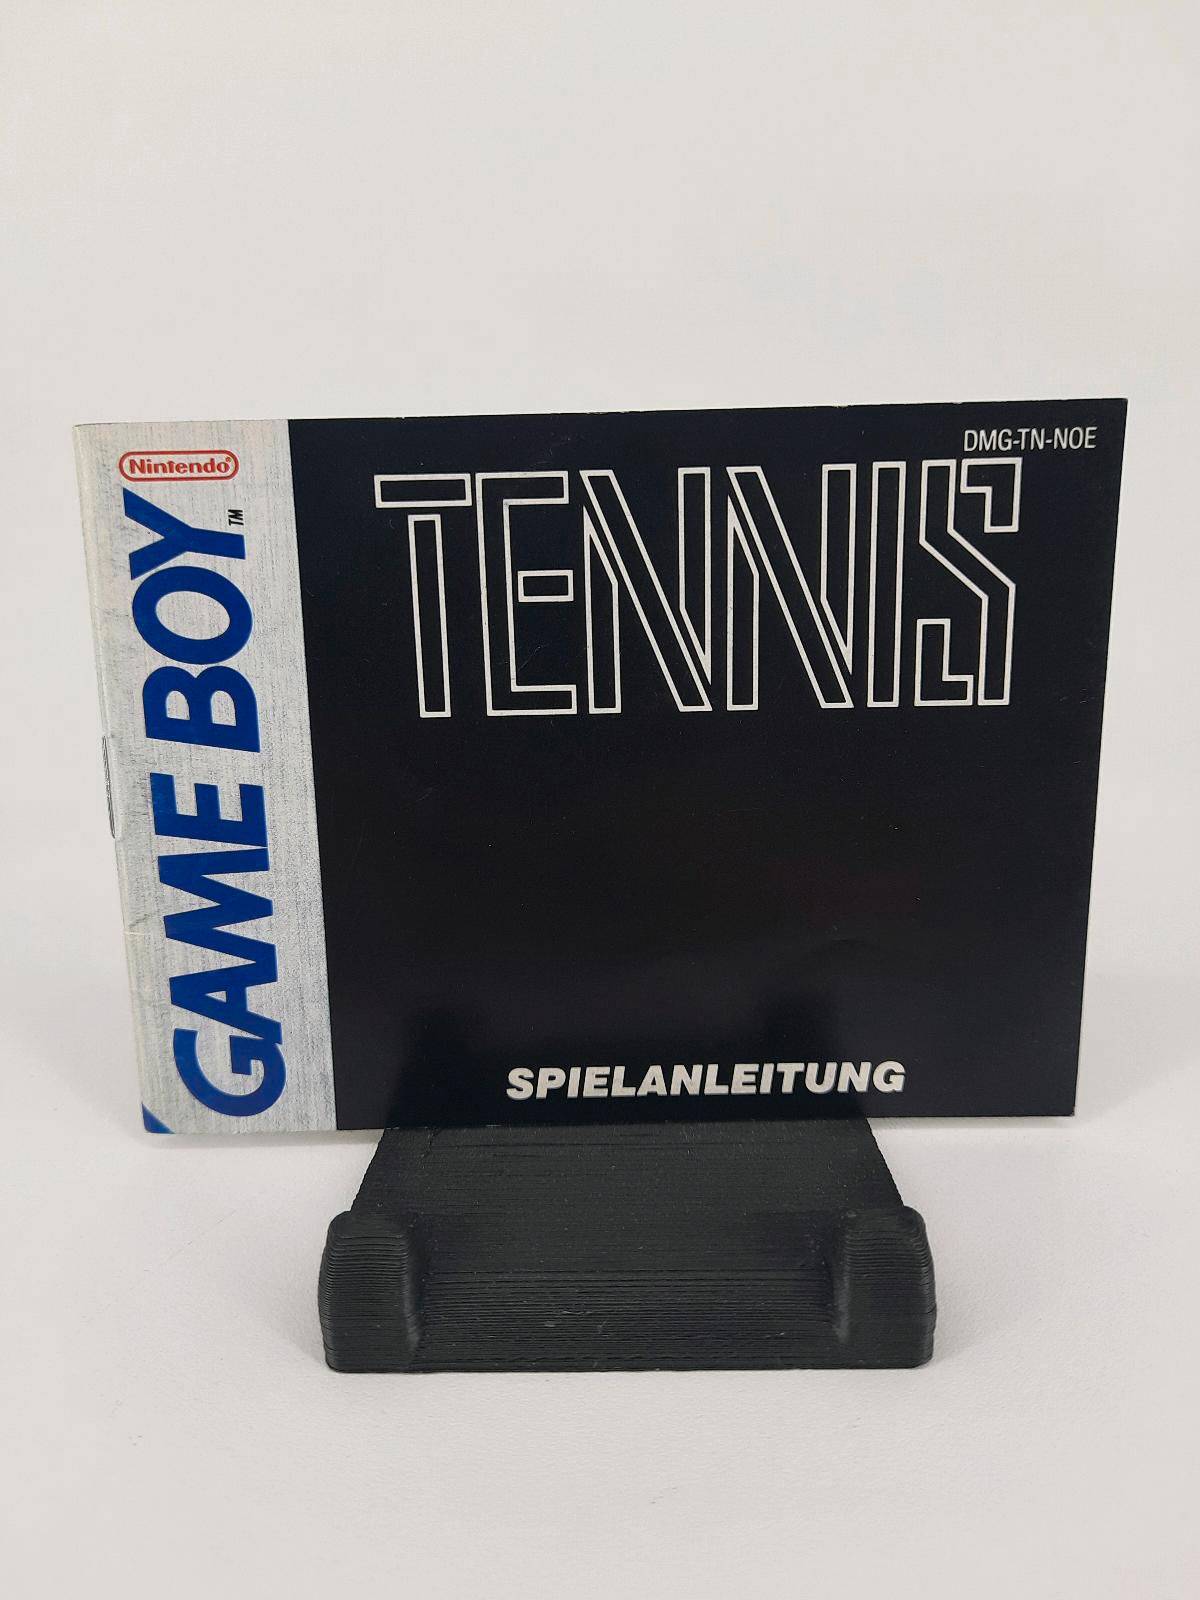 Nintendo
GAME BOY™
DMG-TN-NOE
TENNIS
SPIELANLEITUNG